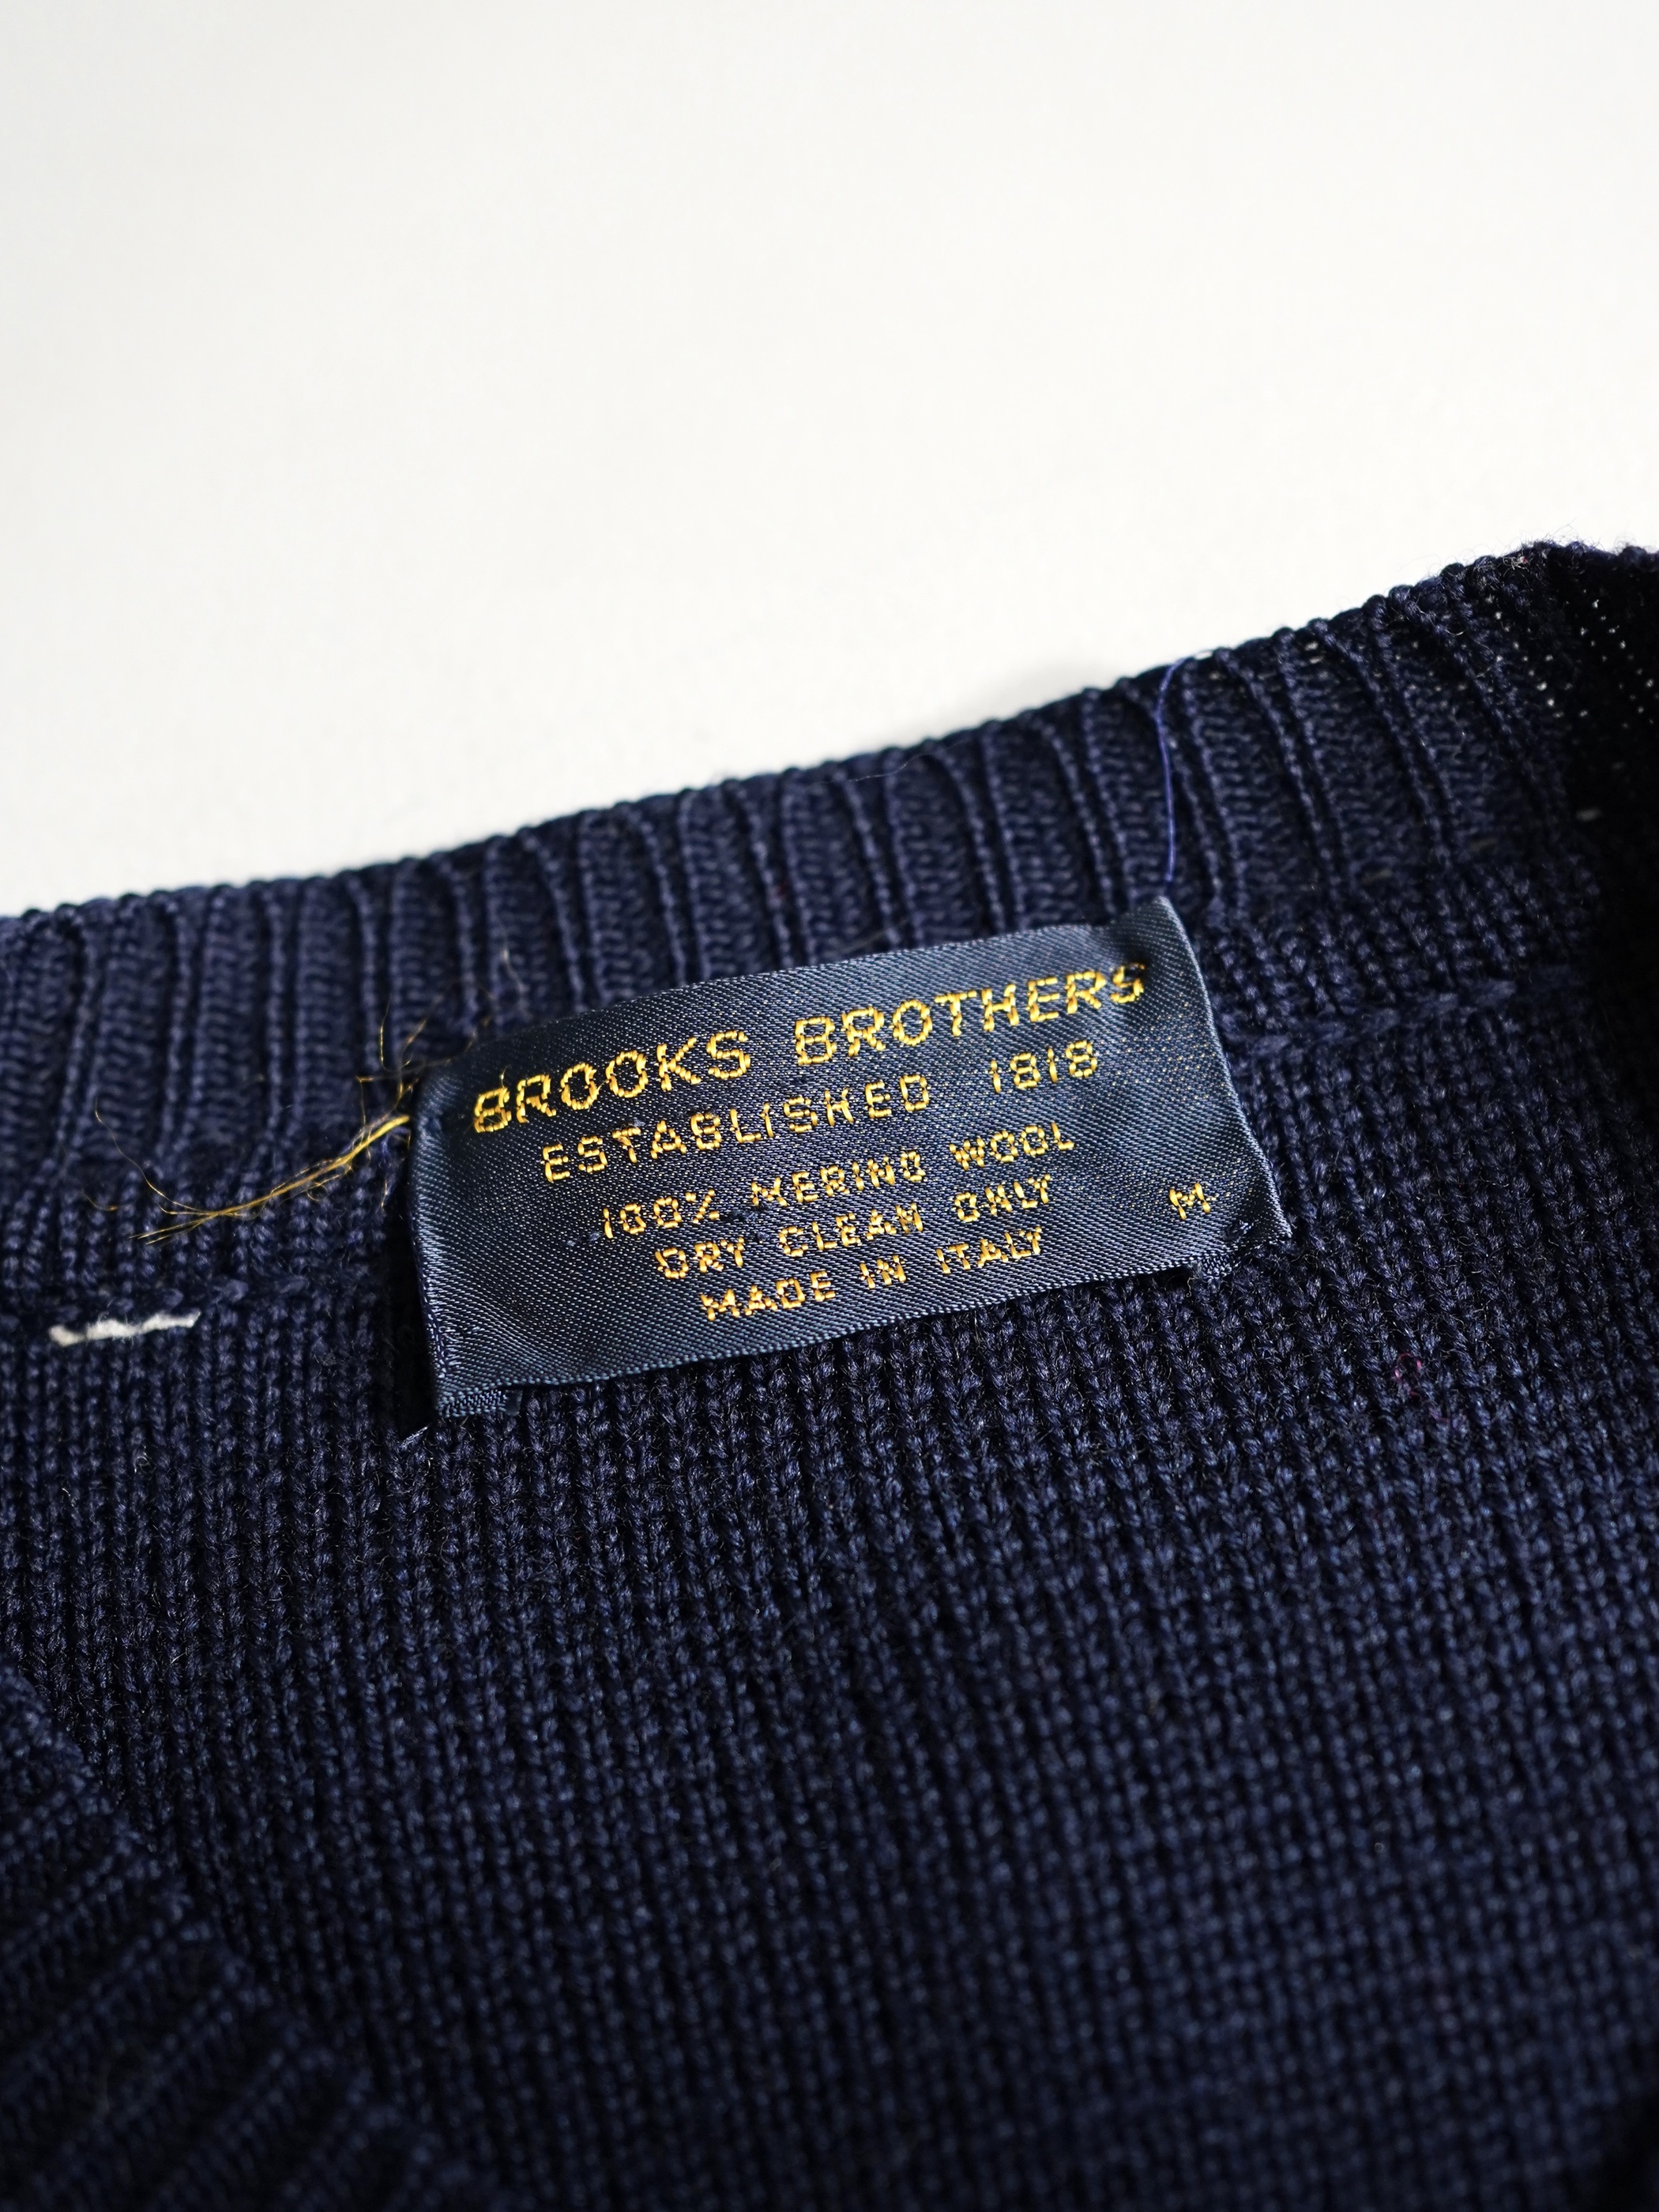 BROOKS BROTHERS
ESTABLISHED 1818
100% MERINO WOOL
DRY CLEAN ONLY M
MADE IN ITALY